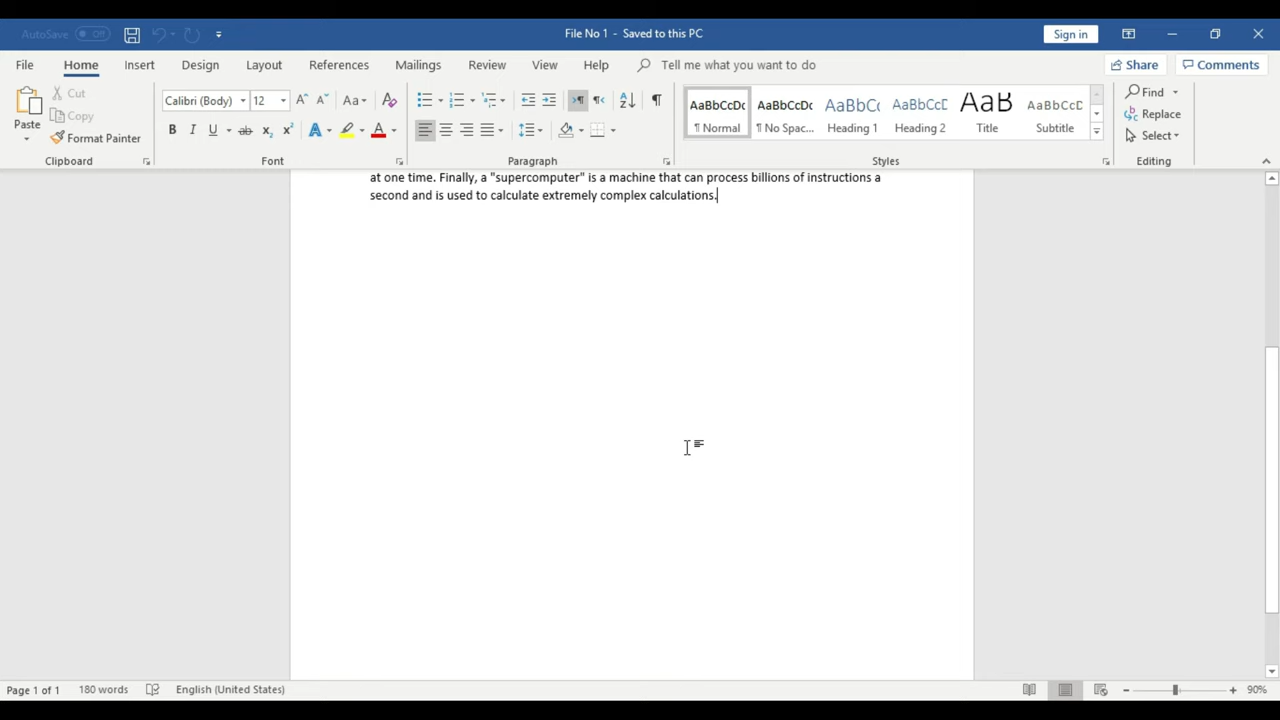 AutoSave Off File No 1 - Saved to this PC Sign in
File Home Insert Design Layout References Mailings Review View Help Tell me what you want to do Share Comments
Paste
Cut
Copy
Format Painter
Clipboard
Calibri (Body) 12
Font
Paragraph
AaBbCcDc AaBbCcDc AaBbCc AaBbCcD AaB AaBbCcD
¶ Normal ¶ No Spac... Heading 1 Heading 2 Title Subtitle
Styles
Find
Replace
Select
Editing
at one time. Finally, a "supercomputer" is a machine that can process billions of instructions a
second and is used to calculate extremely complex calculations.
Page 1 of 1 180 words English (United States) 90%